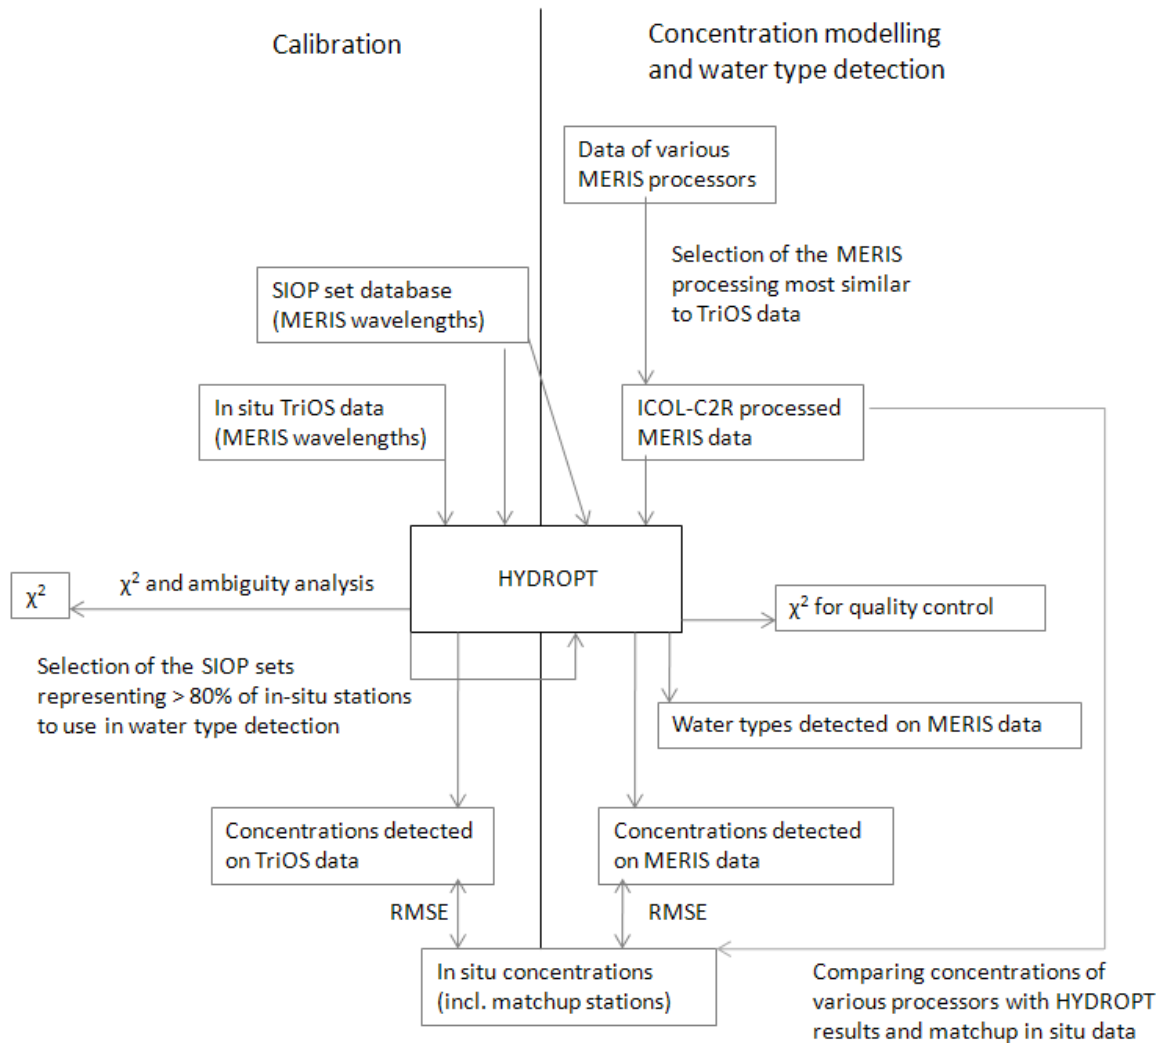 Calibration
Concentration modelling
and water type detection
Data of various
MERIS processors
Selection of the MERIS
processing most similar
to TriOS data
SIOP set database
(MERIS wavelengths)
In situ TriOS data
(MERIS wavelengths)
ICOL-C2R processed
MERIS data
HYDROPT
χ²
χ² and ambiguity analysis
χ² for quality control
Selection of the SIOP sets
representing > 80% of in-situ stations
to use in water type detection
Water types detected on MERIS data
Concentrations detected
on TriOS data
Concentrations detected
on MERIS data
RMSE
RMSE
In situ concentrations
(incl. matchup stations)
Comparing concentrations of
various processors with HYDROPT
results and matchup in situ data